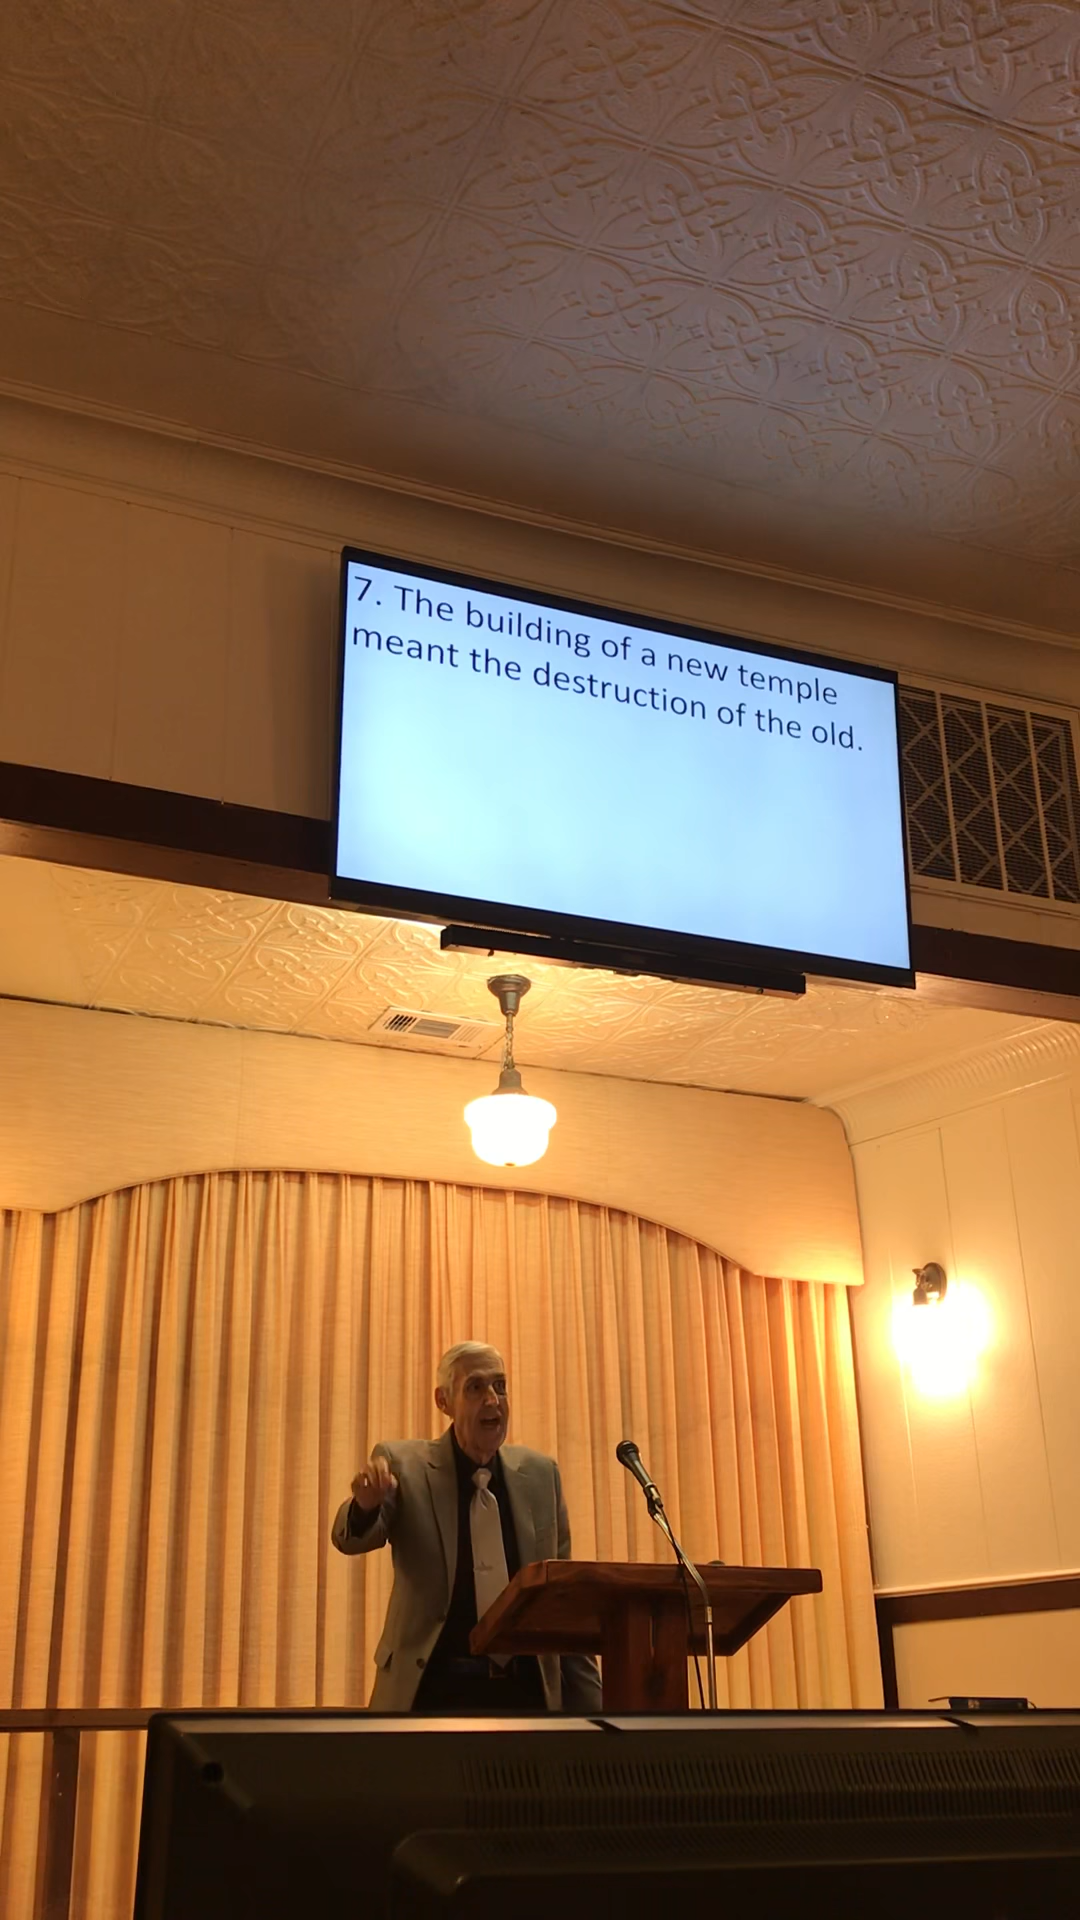 7. The building of a new temple
meant the destruction of the old.